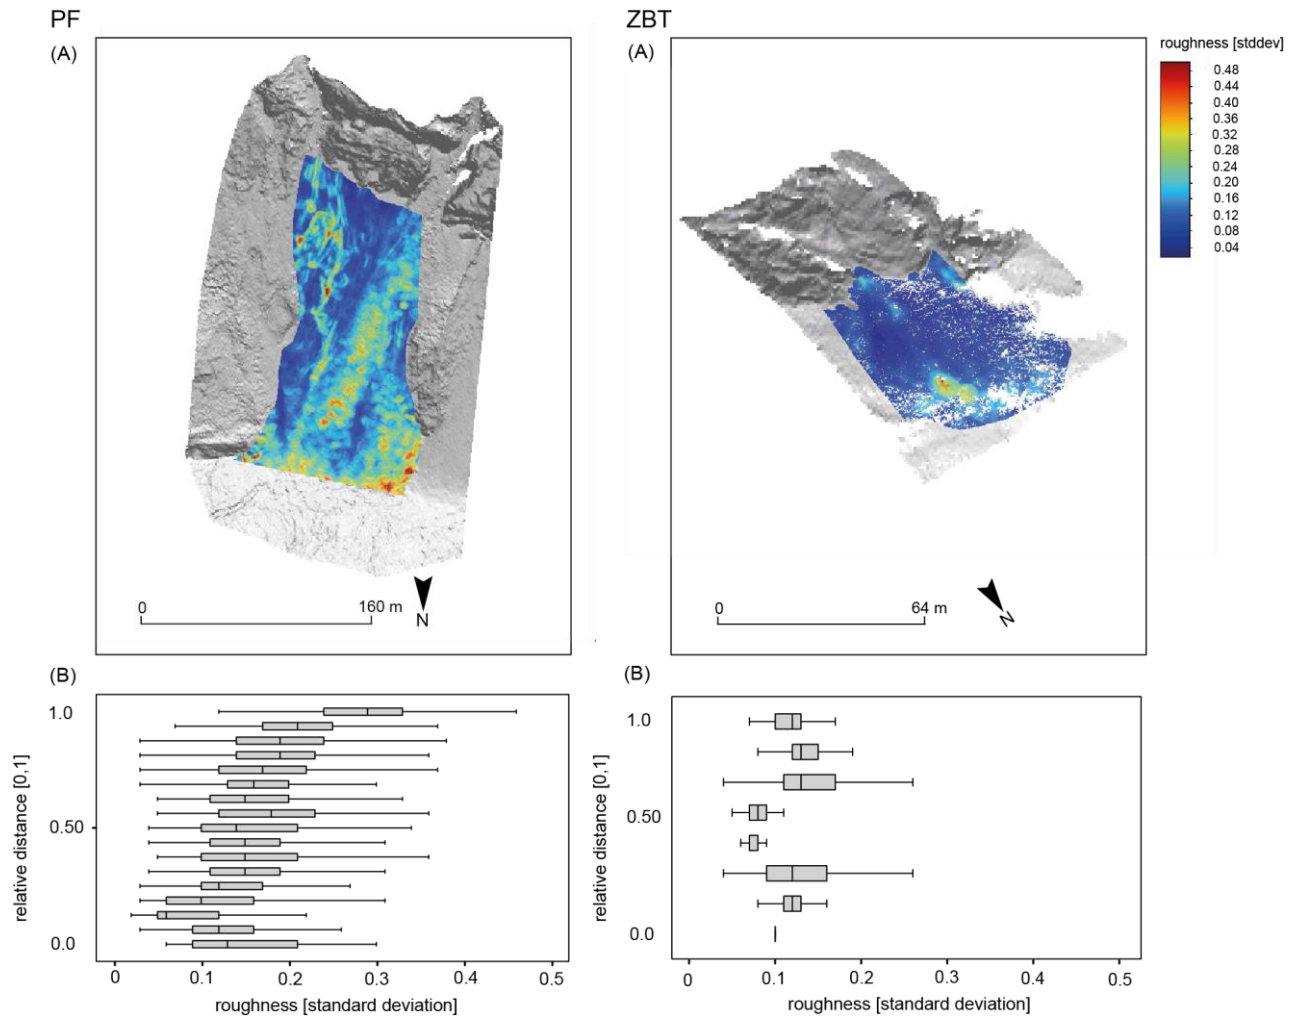 PF
ZBT
(A)
(A)
roughness [stddev]
0.48
0.44
0.40
0.36
0.32
0.28
0.24
0.20
0.16
0.12
0.08
0.04
0
160 m
N
0
64 m
N
(B)
(B)
1.0
0.50
0.0
relative distance [0,1]
0
0.1
0.2
0.3
0.4
0.5
roughness [standard deviation]
1.0
0.50
0.0
relative distance [0,1]
0
0.1
0.2
0.3
0.4
0.5
roughness [standard deviation]